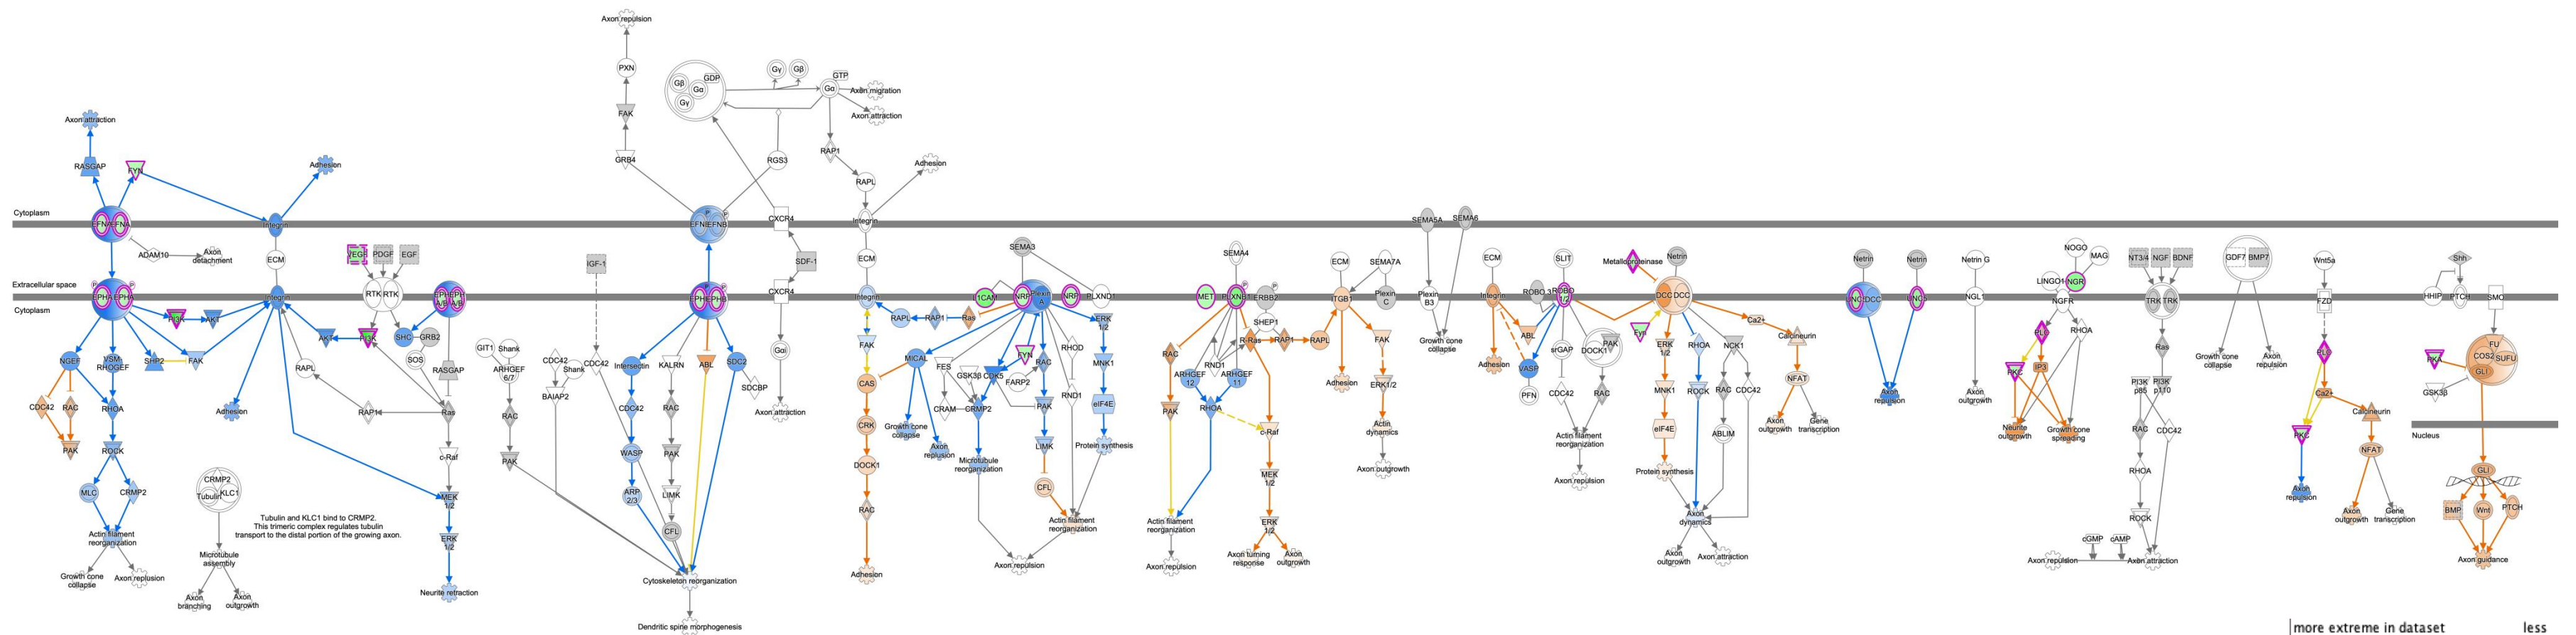 Axon repulsion
PXN
FAK
GRB4
Gβ
GDP
Gα
Gγ
Gγ
Gβ
GTP
Gα
Axon migration
Axon attraction
RGS3
RAP1
RAPL
Adhesion
Axon attraction
RASGAP
FYN
Adhesion
Cytoplasm
Integrin
CXCR4
Integrin
SEMA5A
SEMA6
ADAM10
Axon
detachment
ECM
VEGF
PDGF
EGF
IGF-1
SDF-1
ECM
SEMA3
SEMA4
ECM
SEMA7A
ECM
SLIT
Metalloproteinase
Netrin
Netrin
Netrin
Netrin G
NOGO
MAG
LINGO1
NGR
NT3/4
NGF
BDNF
GDF7
BMP7
Wnt5a
Shh
Extracellular space
Cytoplasm
EPHA
EPHA
Integrin
RTK
RTK
CXCR4
Integrin
L1CAM
NRP
Plexin
A
NRP
PLXND1
MET
PLXNB1
ERBB2
ITGB1
Plexin
C
Plexin
B3
Integrin
ROBO 3
ROBO
1/2
DCC
DCC
DCC
NGL1
NGFR
TRK
TRK
FZD
HHIP
PTCH
SMO
PI3K
AKT
AKT
PI3K
SHC
GRB2
SOS
RASGAP
NGEF
VSM-
RHOGEF
SHP2
FAK
RAPL
CDC42
RAC
RHOA
PAK
ROCK
MLC
CRMP2
Actin filament
reorganization
Growth cone
collapse
Axon replusion
Adhesion
RAP1
Ras
c-Raf
MEK
1/2
ERK
1/2
Neurite retraction
CRMP2
Tubulin
KLC1
Tubulin and KLC1 bind to CRMP2.
This trimeric complex regulates tubulin
transport to the distal portion of the growing axon.
Microtubule
assembly
Axon
branching
Axon
outgrowth
GIT1
Shank
ARHGEF
6/7
RAC
PAK
CDC42
Shank
BAIAP2
CDC42
Intersectin
CDC42
WASP
ARP
2/3
KALRN
RAC
PAK
LIMK
CFL
ABL
SDC2
SDCBP
Cytoskeleton reorganization
Dendritic spine morphogenesis
Gαi
Axon attraction
RAPL
RAP1
Ras
FAK
CAS
CRK
DOCK1
RAC
Adhesion
MICAL
Growth cone
collapse
Axon
replusion
FES
GSK3β
CDK5
CRAM
CRMP2
Microtubule
reorganization
FYN
FARP2
RAC
PAK
LIMK
CFL
RHOD
RND1
Actin filament
reorganization
Axon repulsion
ERK
1/2
MNK1
eIF4E
Protein synthesis
SHEP1
RAC
RND1
R-Ras
RAP1
RAPL
ARHGEF
12
ARHGEF
11
PAK
RHOA
c-Raf
MEK
1/2
ERK
1/2
Actin filament
reorganization
Axon repulsion
Axon turning
response
Axon
outgrowth
Adhesion
FAK
ERK1/2
Actin
dynamics
Axon outgrowth
Growth cone
collapse
Adhesion
ABL
VASP
PFN
srGAP
CDC42
PAK
DOCK1
RAC
Actin filament
reorganization
Axon repulsion
Fyn
ERK
1/2
MNK1
eIF4E
Protein synthesis
RHOA
ROCK
NCK1
RAC
CDC42
ABLIM
Axon
dynamics
Axon
outgrowth
Axon attraction
Ca2+
Calcineurin
NFAT
Axon
outgrowth
Gene
transcription
Axon
repulsion
Axon
outgrowth
PLC
RHOA
PKC
IP3
Neurite
outgrowth
Growth cone
spreading
Ras
PI3K
p85
PI3K
p110
RAC
CDC42
RHOA
ROCK
cGMP
cAMP
Axon repulsion
Axon attraction
Growth cone
collapse
Axon
repulsion
PLC
Ca2+
PKC
Calcineurin
NFAT
Axon
repulsion
Axon
outgrowth
Gene
transcription
PKA
GSK3β
FU
COS2
SUFU
GLI
Nucleus
GLI
BMP
Wnt
PTCH
Axon guidance
more extreme in dataset
less